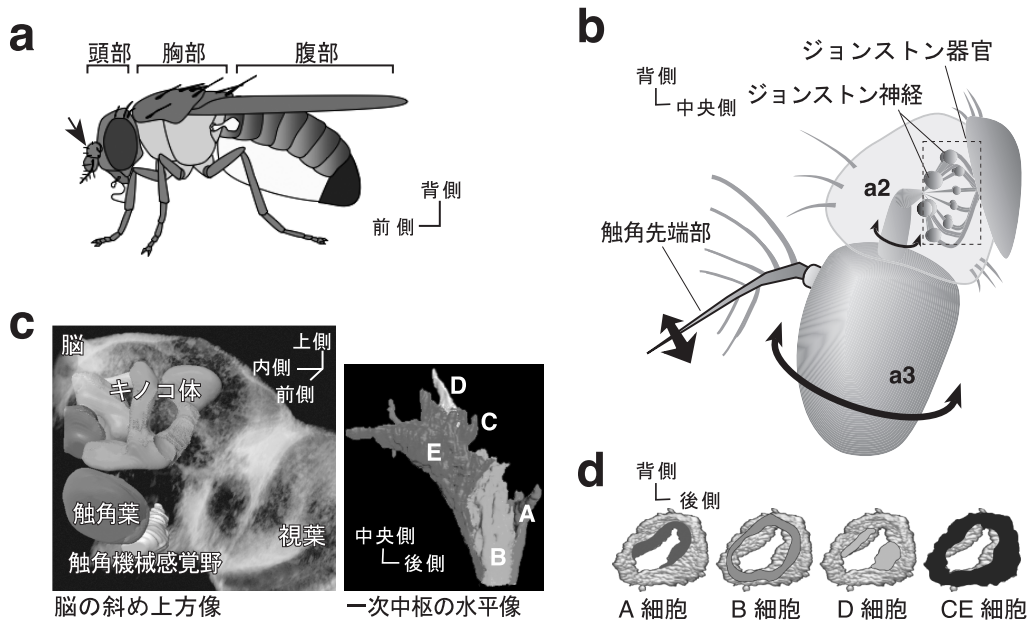 a
頭部 胸部 腹部
背側
前側
b
背側
中央側
ジョンストン器官
ジョンストン神経
a2
触角先端部
a3
c
脳
上側
内側
前側
キノコ体
触角葉
視葉
触角機械感覚野
脳の斜め上方像
D
C
E
A
B
中央側
後側
一次中枢の水平像
d
背側
後側
A 細胞 B 細胞 D 細胞 CE 細胞